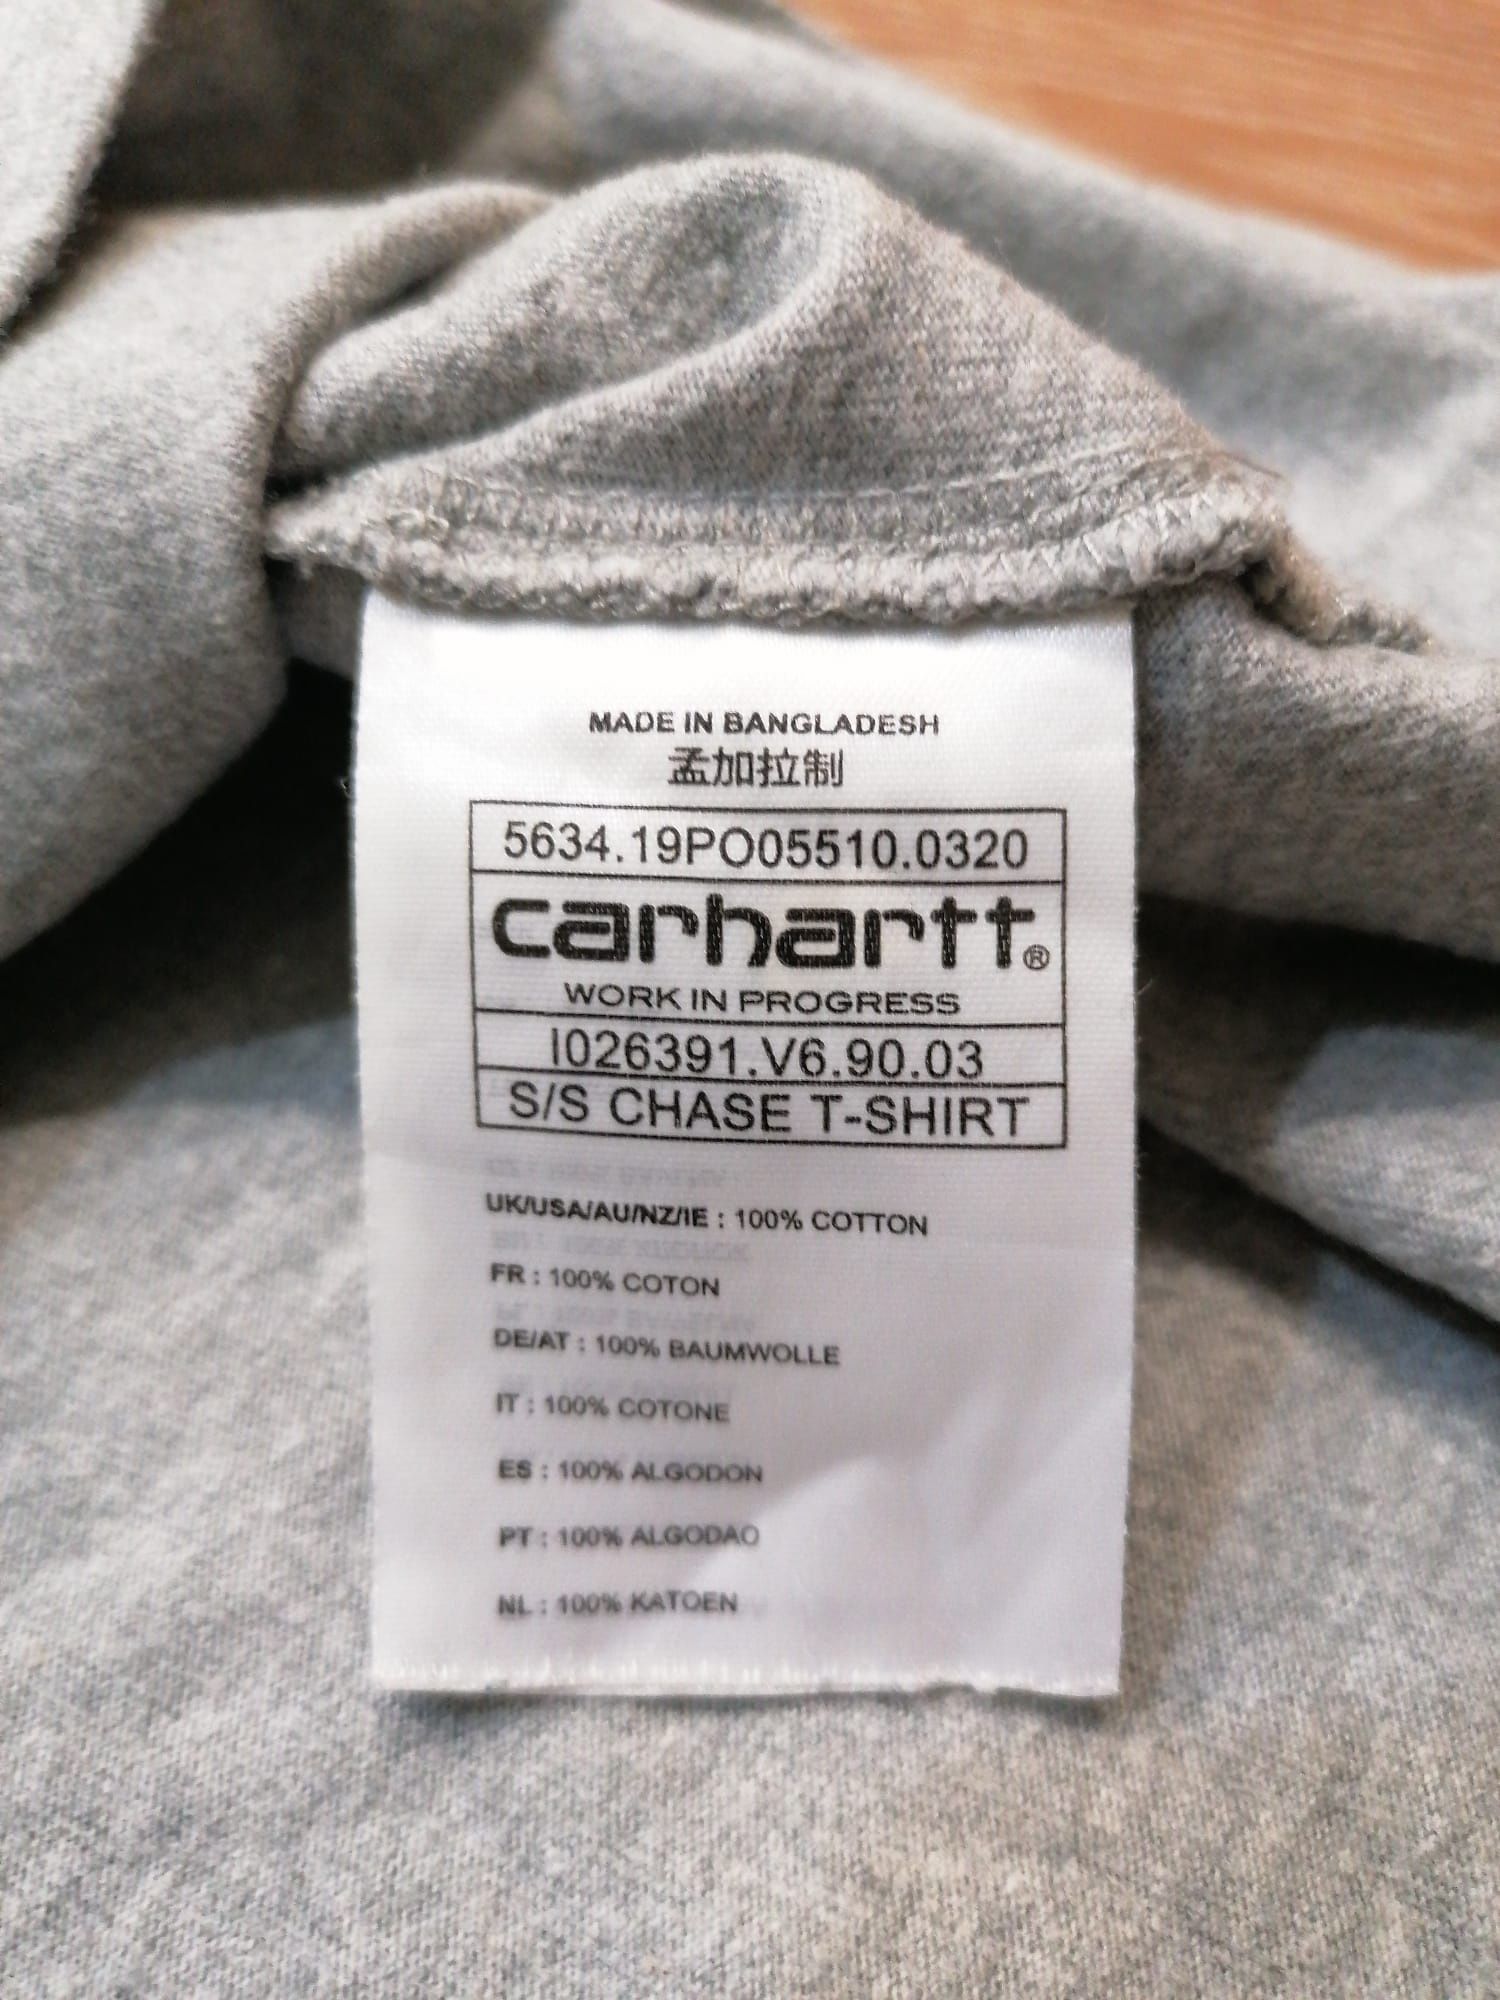 MADE IN BANGLADESH
孟加拉制
5634.19PO05510.0320
carhartt®
WORK IN PROGRESS
I026391.V6.90.03
S/S CHASE T-SHIRT
UK/USA/AU/NZ/IE : 100% COTTON
FR : 100% COTON
DE/AT : 100% BAUMWOLLE
IT : 100% COTONE
ES : 100% ALGODON
PT : 100% ALGODAO
NL : 100% KATOEN